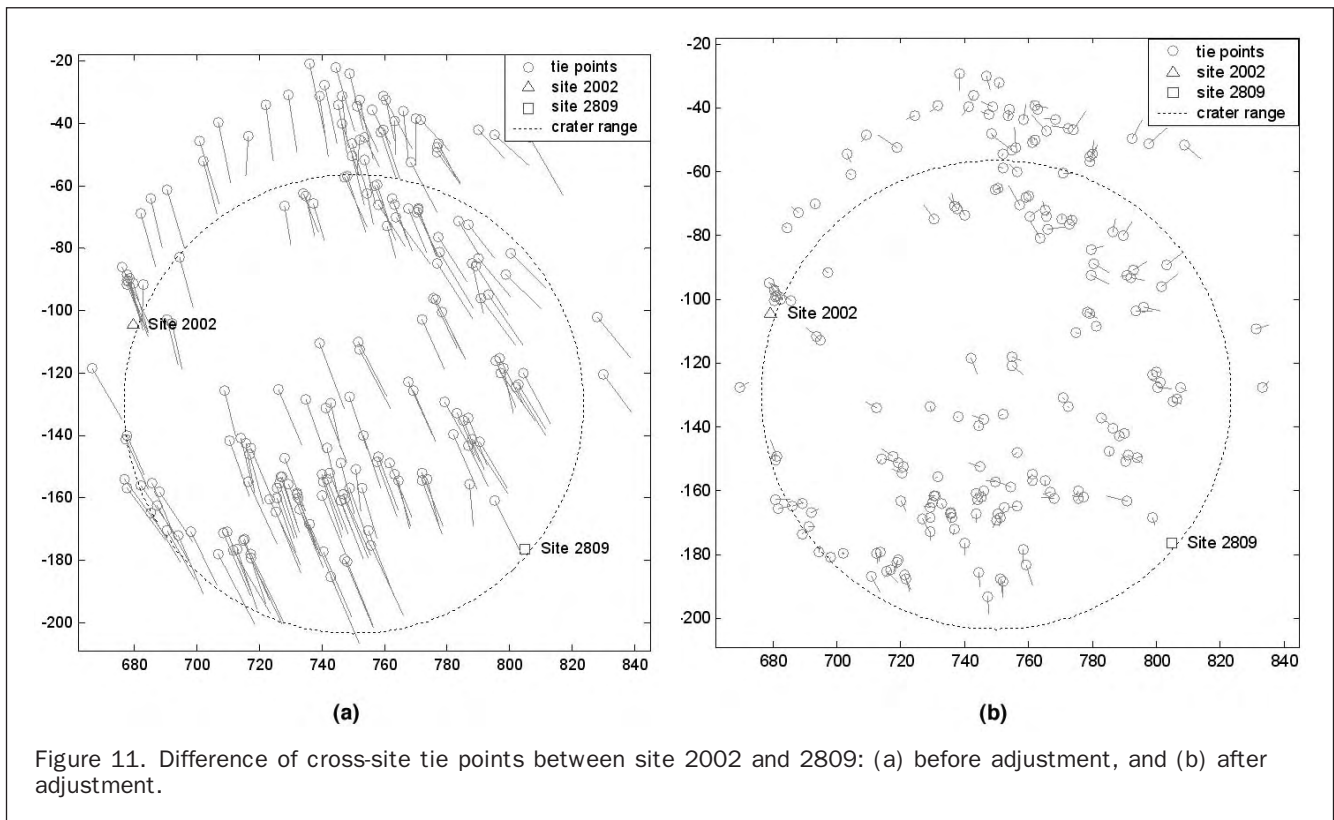 -20
-40
-60
-80
-100
-120
-140
-160
-180
-200
680 700 720 740 760 780 800 820 840
tie points
site 2002
site 2809
crater range
Site 2002
Site 2809
(a)
-20
-40
-60
-80
-100
-120
-140
-160
-180
-200
680 700 720 740 760 780 800 820 840
tie points
site 2002
site 2809
crater range
Site 2002
Site 2809
(b)
Figure 11. Difference of cross-site tie points between site 2002 and 2809: (a) before adjustment, and (b) after
adjustment.